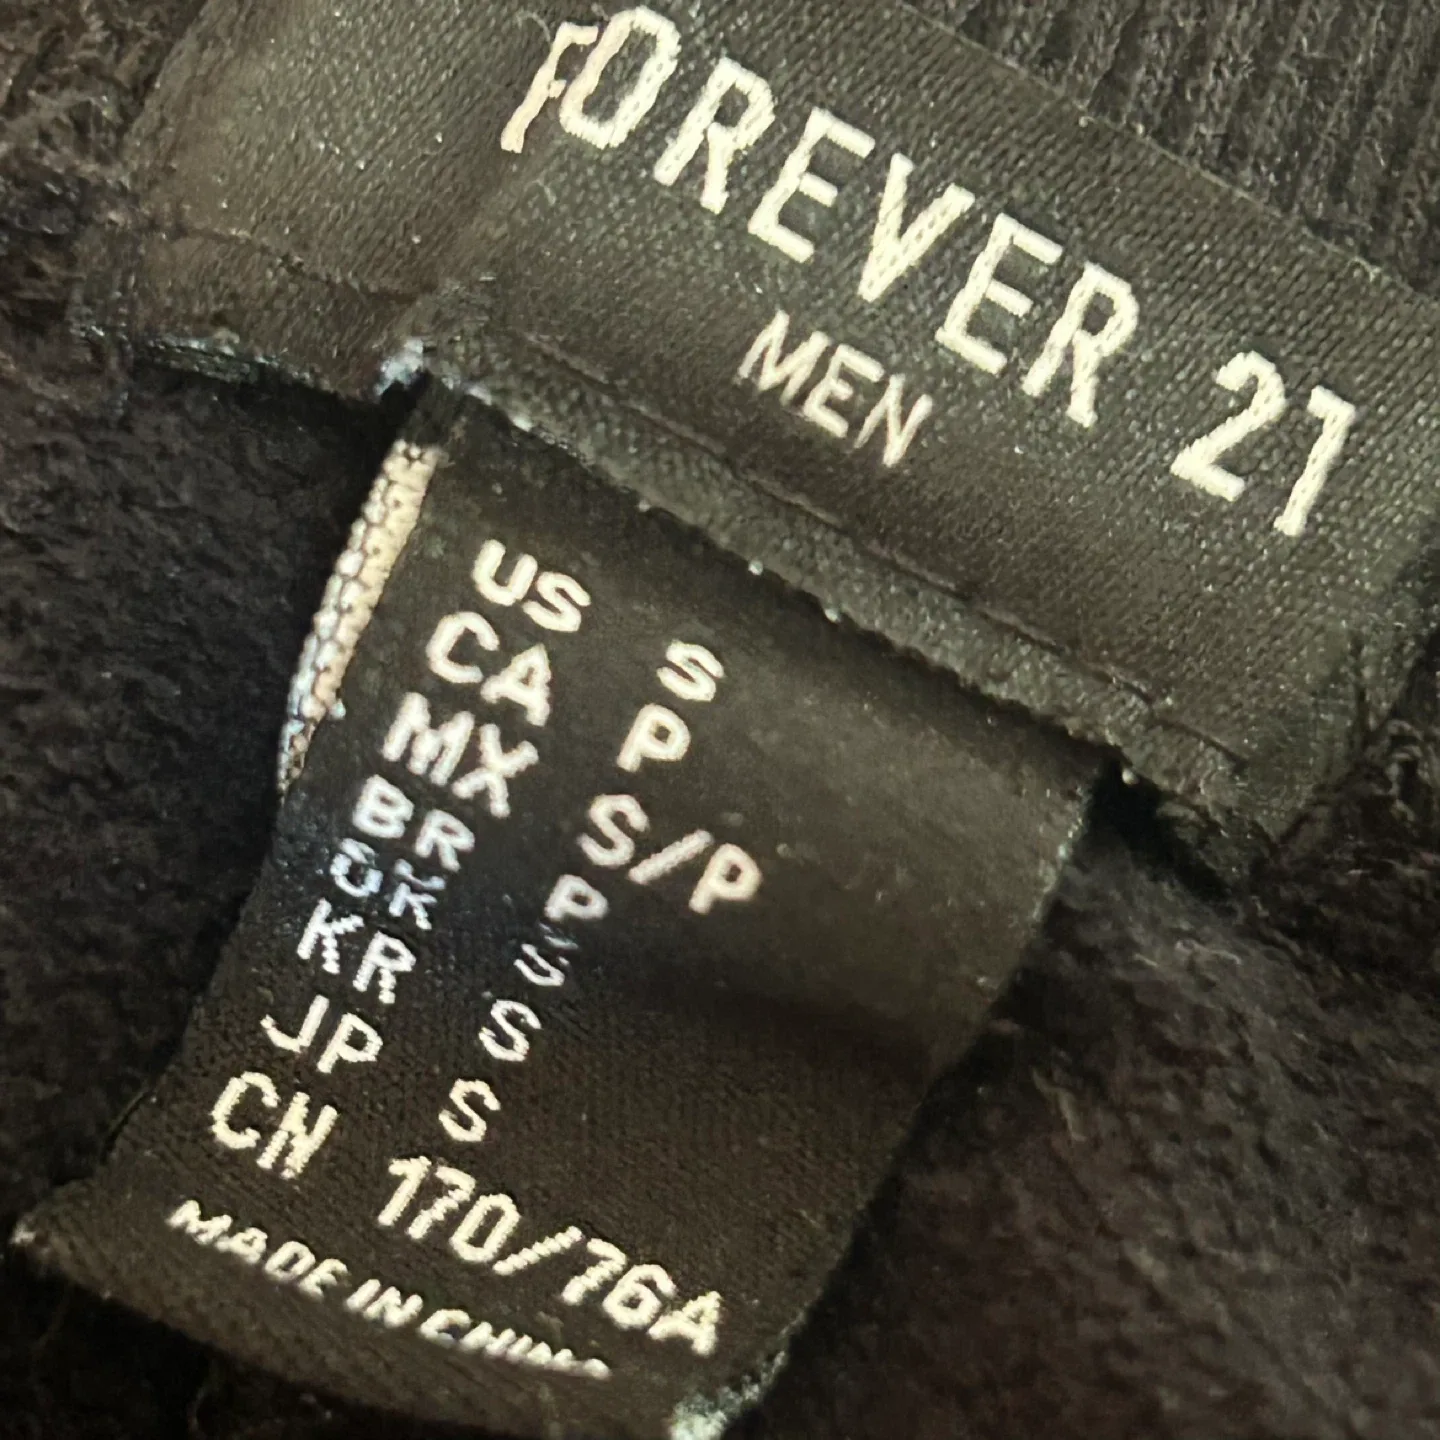 FOREVER 21
MEN
US S
CA P
MX S/P
BR P
UK S
KR S
JP S
CN 170/76A
MADE IN CHINA